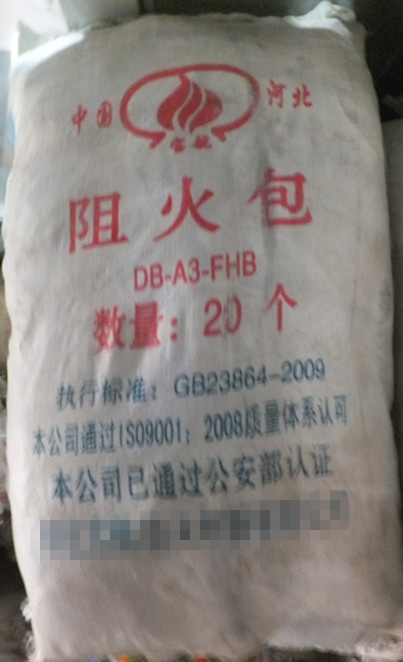 中国 河北
阻火包
DB-A3-FHB
数量：20 个
执行标准：GB23864-2009
本公司通过ISO9001：2008质量体系认可
本公司已通过公安部认证